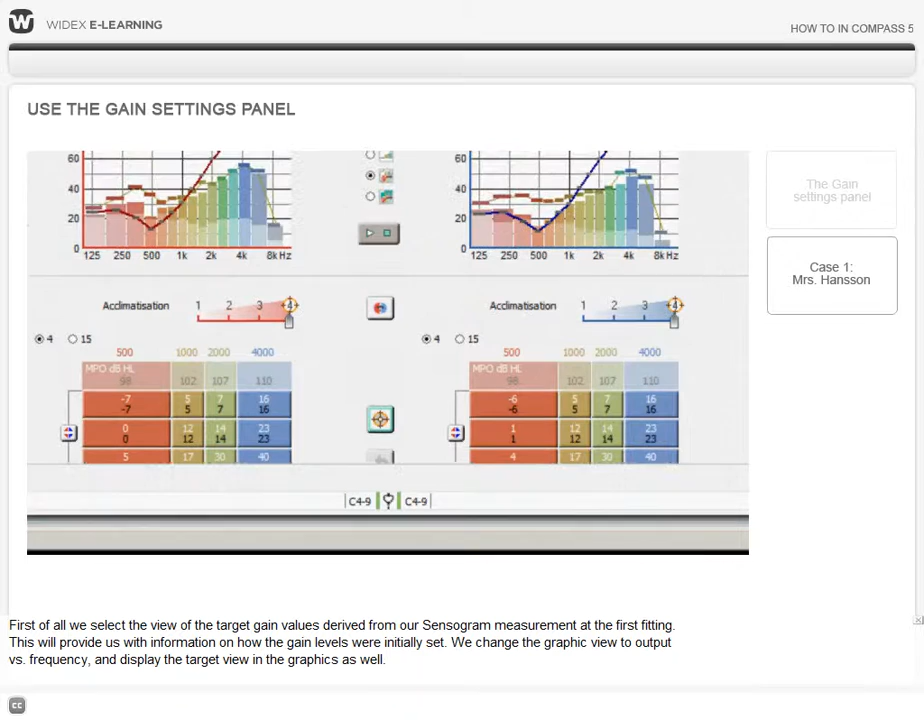 WIDEX E-LEARNING
HOW TO IN COMPASS 5
USE THE GAIN SETTINGS PANEL
60
40
20
0
125 250 500 1k 2k 4k 8k Hz
60
40
20
0
125 250 500 1k 2k 4k 8k Hz
The Gain
settings panel
Case 1:
Mrs. Hansson
Acclimatisation 1 2 3 4
Acclimatisation 1 2 3 4
4 15
4 15
500 1000 2000 4000
MPO dB HL
98 102 107 110
-7 5 7 16
-7 5 7 16
0 12 14 23
0 12 14 23
5 17 30 40
500 1000 2000 4000
MPO dB HL
98 102 107 110
-6 5 7 16
-6 5 7 16
1 12 14 23
1 12 14 23
4 17 30 40
C4-9 C4-9
First of all we select the view of the target gain values derived from our Sensogram measurement at the first fitting.
This will provide us with information on how the gain levels were initially set. We change the graphic view to output
vs. frequency, and display the target view in the graphics as well.
cc